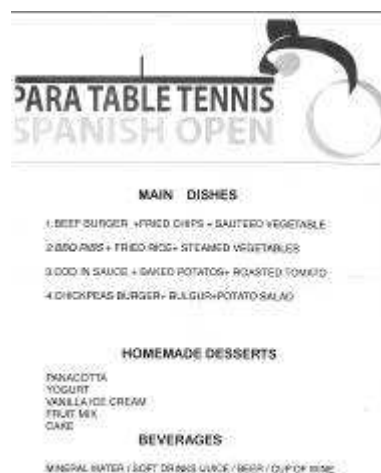 PARA TABLE TENNIS
SPANISH OPEN
MAIN DISHES
1.BEEF BURGER +FRIED CHIPS + SAUTEED VEGETABLE
2.BBQ RIBS + FRIED RICE+ STEAMED VEGETABLES
3.COD IN SAUCE + BAKED POTATOS+ ROASTED TOMATO
4.CHICKPEAS BURGER+ BULGUR+POTATO SALAD
HOMEMADE DESSERTS
PANACOTTA
YOGURT
VANILLA ICE CREAM
FRUIT MIX
CAKE
BEVERAGES
MINERAL WATER / SOFT DRINKS /JUICE / BEER / CUP OF WINE